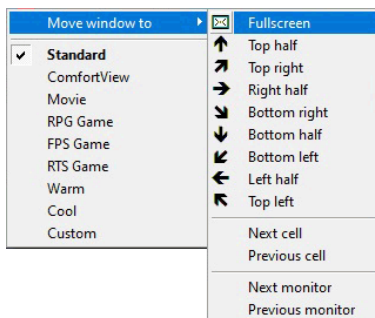 Move window to
Standard
ComfortView
Movie
RPG Game
FPS Game
RTS Game
Warm
Cool
Custom
Fullscreen
Top half
Top right
Right half
Bottom right
Bottom half
Bottom left
Left half
Top left
Next cell
Previous cell
Next monitor
Previous monitor